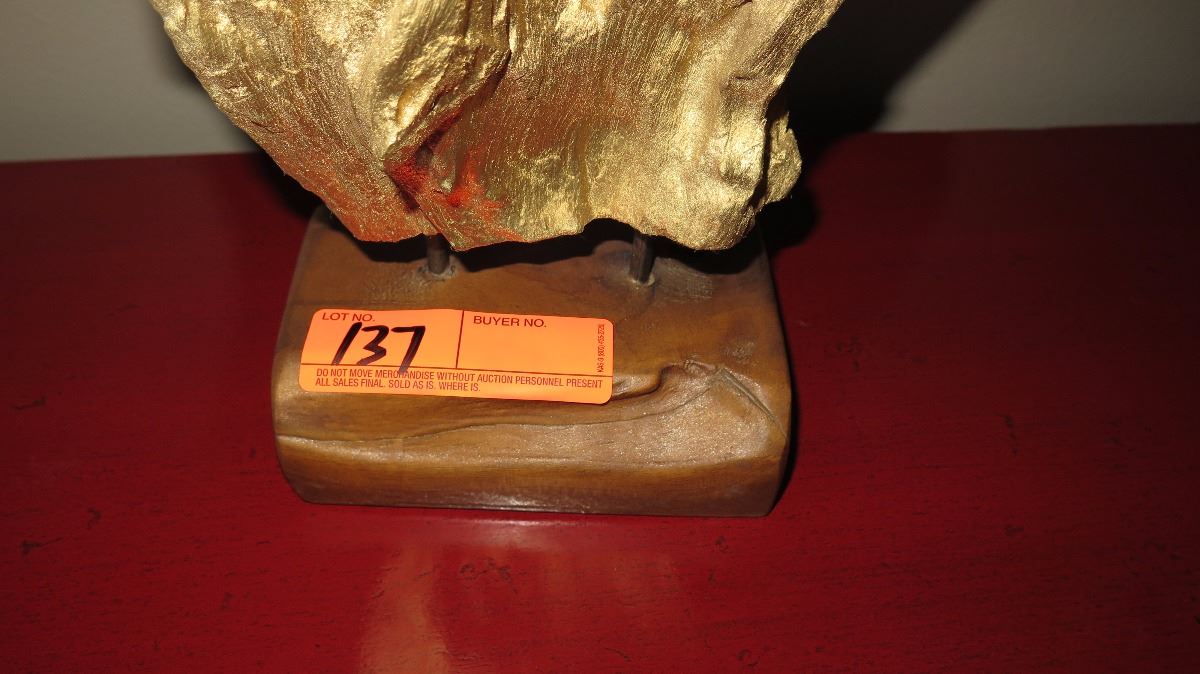 LOT NO.
137
BUYER NO.
DO NOT MOVE MERCHANDISE WITHOUT AUCTION PERSONNEL PRESENT
ALL SALES FINAL. SOLD AS IS. WHERE IS.